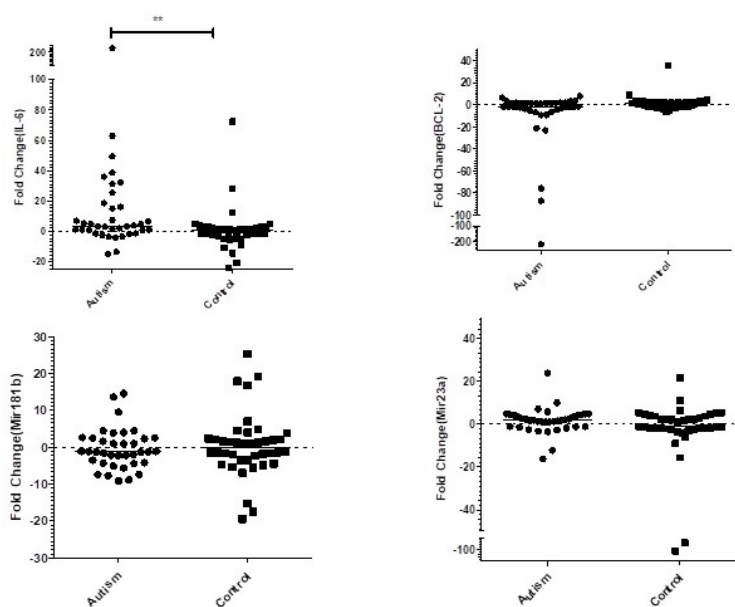 **
Fold Change(IL-6)
200
100
80
60
40
20
0
-20
Autism
Control
Fold Change(BCL-2)
40
20
0
-20
-40
-60
-80
-100
-100
-200
Autism
Control
Fold Change(Mir181b)
30
20
10
0
-10
-20
-30
Autism
Control
Fold Change(Mir23a)
40
20
0
-20
-40
-100
Autism
Control